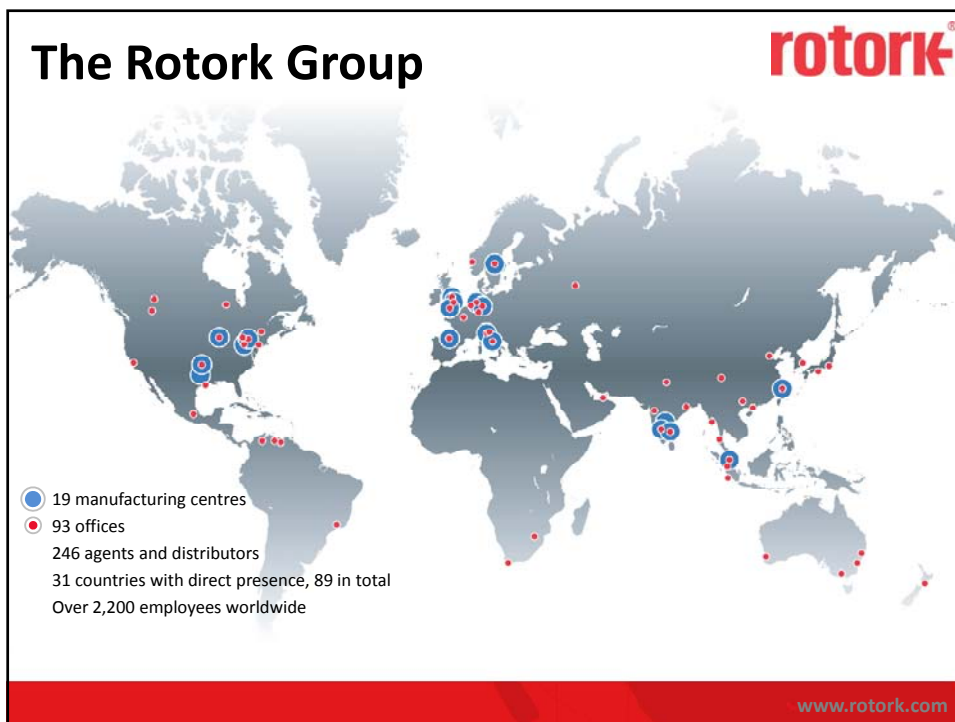 The Rotork Group
rotork®
19 manufacturing centres
93 offices
246 agents and distributors
31 countries with direct presence, 89 in total
Over 2,200 employees worldwide
www.rotork.com